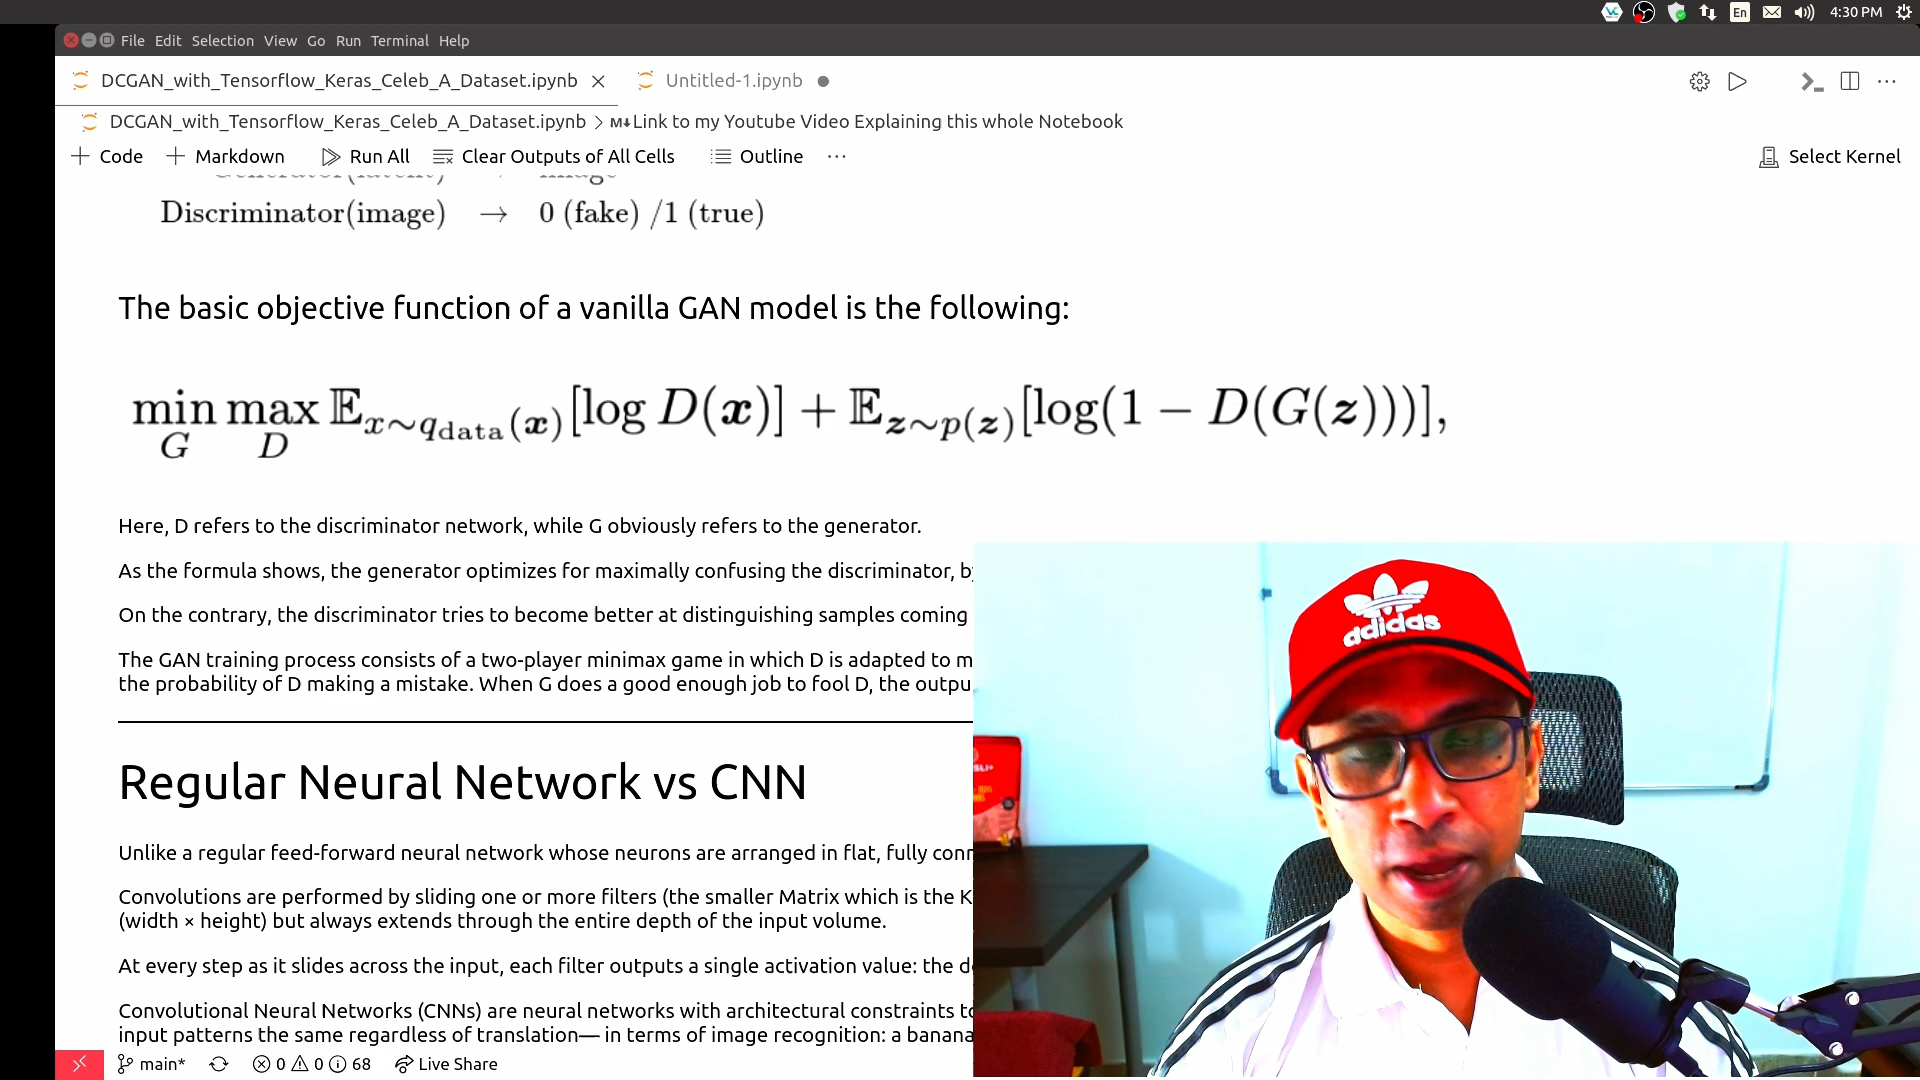 En 4:30 PM
File Edit Selection View Go Run Terminal Help
DCGAN_with_Tensorflow_Keras_Celeb_A_Dataset.ipynb Untitled-1.ipynb
DCGAN_with_Tensorflow_Keras_Celeb_A_Dataset.ipynb > M↓Link to my Youtube Video Explaining this whole Notebook
+ Code + Markdown Run All Clear Outputs of All Cells Outline ... Select Kernel
Discriminator(image) → 0 (fake) /1 (true)
The basic objective function of a vanilla GAN model is the following:
min_G max_D 𝔼_{x∼q_data(x)}[log D(x)] + 𝔼_{z∼p(z)}[log(1 − D(G(z)))],
Here, D refers to the discriminator network, while G obviously refers to the generator.
As the formula shows, the generator optimizes for maximally confusing the discriminator, by
On the contrary, the discriminator tries to become better at distinguishing samples coming
The GAN training process consists of a two-player minimax game in which D is adapted to m
the probability of D making a mistake. When G does a good enough job to fool D, the outpu
adidas
Regular Neural Network vs CNN
Unlike a regular feed-forward neural network whose neurons are arranged in flat, fully conn
Convolutions are performed by sliding one or more filters (the smaller Matrix which is the K
(width × height) but always extends through the entire depth of the input volume.
At every step as it slides across the input, each filter outputs a single activation value: the d
Convolutional Neural Networks (CNNs) are neural networks with architectural constraints to
input patterns the same regardless of translation— in terms of image recognition: a banana
main* 0 0 68 Live Share